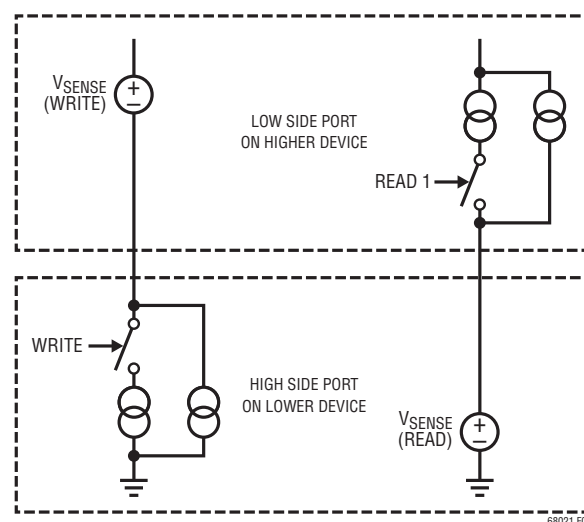 VSENSE
(WRITE)
+
−
LOW SIDE PORT
ON HIGHER DEVICE
READ 1
WRITE
HIGH SIDE PORT
ON LOWER DEVICE
VSENSE
(READ)
+
−